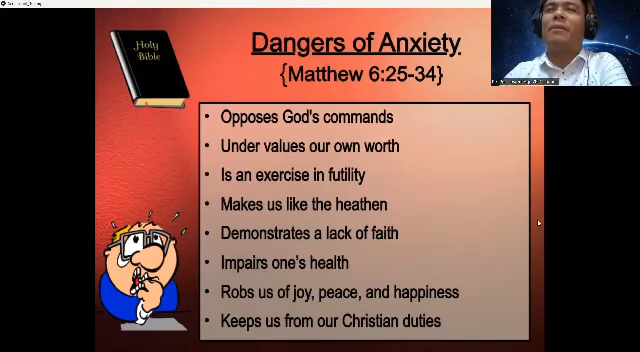 Holy
Bible
Dangers of Anxiety
{Matthew 6:25-34}
• Opposes God's commands
• Under values our own worth
• Is an exercise in futility
• Makes us like the heathen
• Demonstrates a lack of faith
• Impairs one's health
• Robs us of joy, peace, and happiness
• Keeps us from our Christian duties